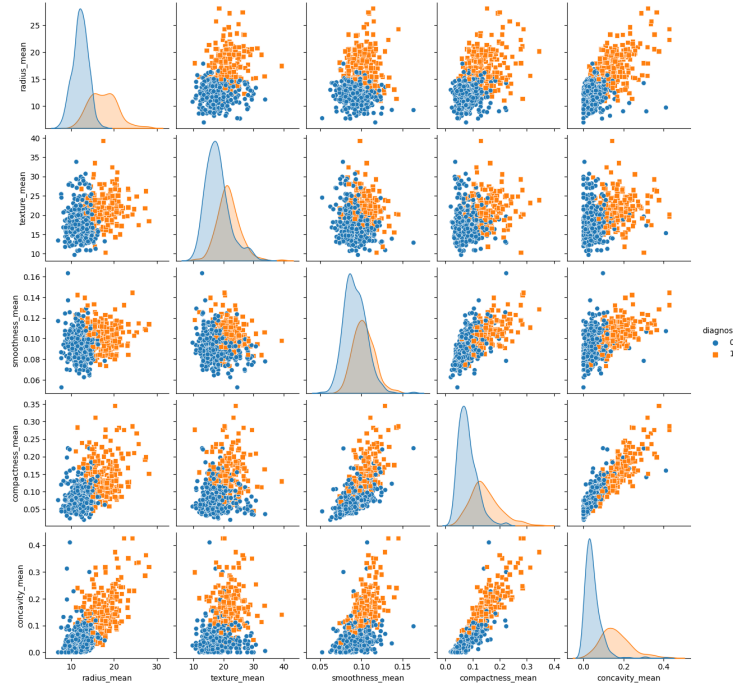 radius_mean
25
20
15
10
texture_mean
40
35
30
25
20
15
10
smoothness_mean
0.16
0.14
0.12
0.10
0.08
0.06
diagnos
0
1
compactness_mean
0.35
0.30
0.25
0.20
0.15
0.10
0.05
concavity_mean
0.4
0.3
0.2
0.1
0.0
10 20 30
radius_mean
10 20 30 40
texture_mean
0.05 0.10 0.15
smoothness_mean
0.0 0.1 0.2 0.3
compactness_mean
0.0 0.2 0.4
concavity_mean